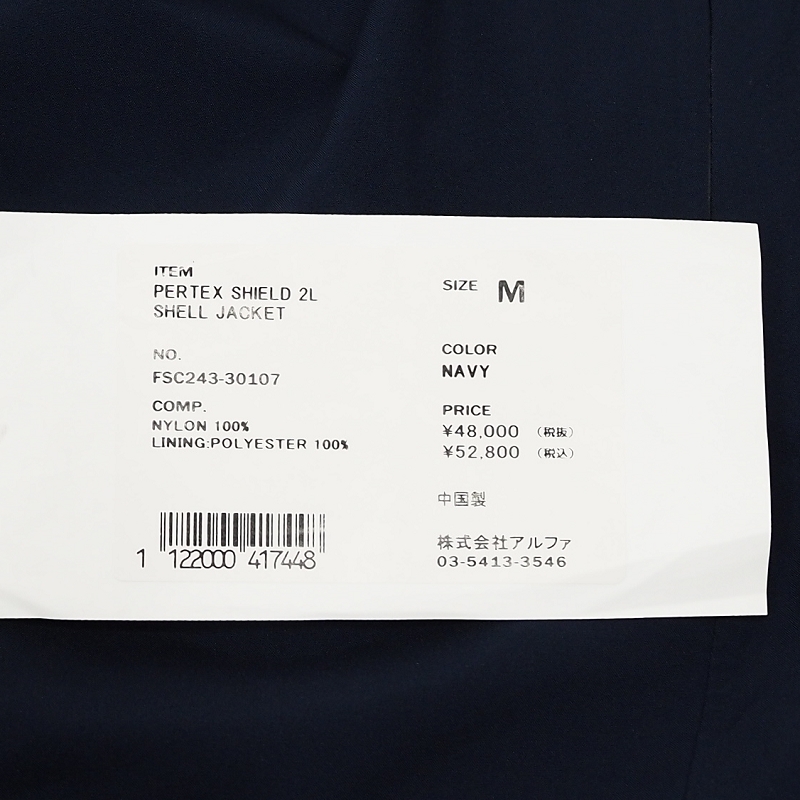 ITEM
PERTEX SHIELD 2L
SHELL JACKET
NO.
FSC243-30107
COMP.
NYLON 100%
LINING:POLYESTER 100%
1 122000 417448
SIZE M
COLOR
NAVY
PRICE
¥48,000 (税抜)
¥52,800 (税込)
中国製
株式会社アルファ
03-5413-3546